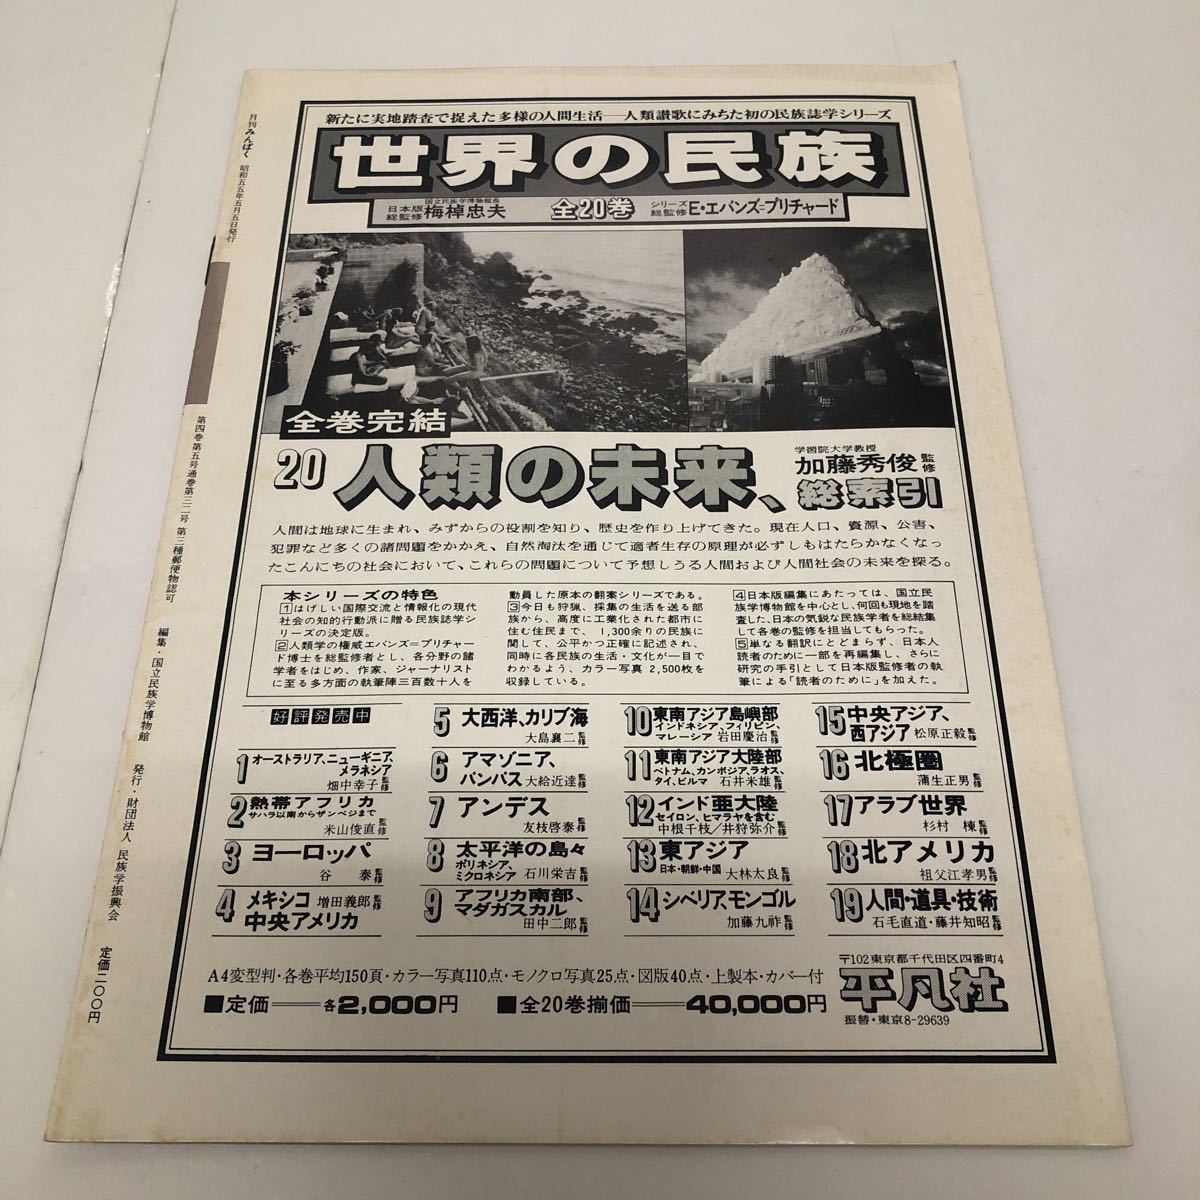 新たに実地踏査で捉えた多様の人間生活——人類讃歌にみちた初の民族誌学シリーズ
世界の民族
日本版総監修 国立民族学博物館長 梅棹忠夫
全20巻
シリーズ総監修 E・エバンズ＝プリチャード
全巻完結
20 人類の未来、総索引
学習院大学教授
加藤秀俊 監修
人間は地球に生まれ、みずからの役割を知り、歴史を作り上げてきた。現在人口、資源、公害、
犯罪など多くの諸問題をかかえ、自然淘汰を通じて適者生存の原理が必ずしもはたらかなくなっ
たこんにちの社会において、これらの問題について予想しうる人間および人間社会の未来を探る。
本シリーズの特色
1はげしい国際交流と情報化の現代
社会の知的行動派に贈る民族誌学シ
リーズの決定版。
2人類学の権威エバンズ＝プリチャー
ド博士を総監修者とし、各分野の諸
学者をはじめ、作家、ジャーナリスト
に至る多方面の執筆陣三百数十人を
動員した原本の翻案シリーズである。
3今日も狩猟、採集の生活を送る部
族から、高度に工業化された都市に
住む住民まで、1,300余りの民族に
関して、公平かつ正確に記述され、
同時に各民族の生活・文化が一目で
わかるよう、カラー写真2,500枚を
収録している。
4日本版編集にあたっては、国立民
族学博物館を中心とし、何回も現地を踏
査した、日本の気鋭な民族学者を総結集
して各巻の監修を担当してもらった。
5単なる翻訳にとどまらず、日本人
読者のために一部を再編集し、さらに
研究の手引として日本版監修者の執
筆による「読者のために」を加えた。
好評発売中
1 オーストラリア、ニューギニア、メラネシア
畑中幸子 監修
2 熱帯アフリカ
サハラ以南からザンベジまで
米山俊直 監修
3 ヨーロッパ
谷 泰 監修
4 メキシコ 中央アメリカ
増田義郎 監修
5 大西洋、カリブ海
大島襄二 監修
6 アマゾニア、パンパス
大給近達 監修
7 アンデス
友枝啓泰 監修
8 太平洋の島々
ポリネシア、ミクロネシア
石川栄吉 監修
9 アフリカ南部、マダガスカル
田中二郎 監修
10 東南アジア島嶼部
インドネシア、フィリピン、マレーシア
岩田慶治 監修
11 東南アジア大陸部
ベトナム、カンボジア、ラオス、タイ、ビルマ
石井米雄 監修
12 インド亜大陸
セイロン、ヒマラヤを含む
中根千枝/井狩弥介 監修
13 東アジア
日本・朝鮮・中国
大林太良 監修
14 シベリア、モンゴル
加藤九祚 監修
15 中央アジア、西アジア
松原正毅 監修
16 北極圏
蒲生正男 監修
17 アラブ世界
杉村 棟 監修
18 北アメリカ
祖父江孝男 監修
19 人間・道具・技術
石毛直道・藤井知昭 監修
A4変型判・各巻平均150頁・カラー写真110点・モノクロ写真25点・図版40点・上製本・カバー付
■定価——各2,000円
■全20巻揃価——40,000円
〒102東京都千代田区四番町4
平凡社
振替・東京8-29639
月刊みんぱく 昭和五五年五月五日発行
第四巻第五号通巻第三二号 第三種郵便物認可
編集・国立民族学博物館
発行・財団法人 民族学振興会
定価二〇〇円